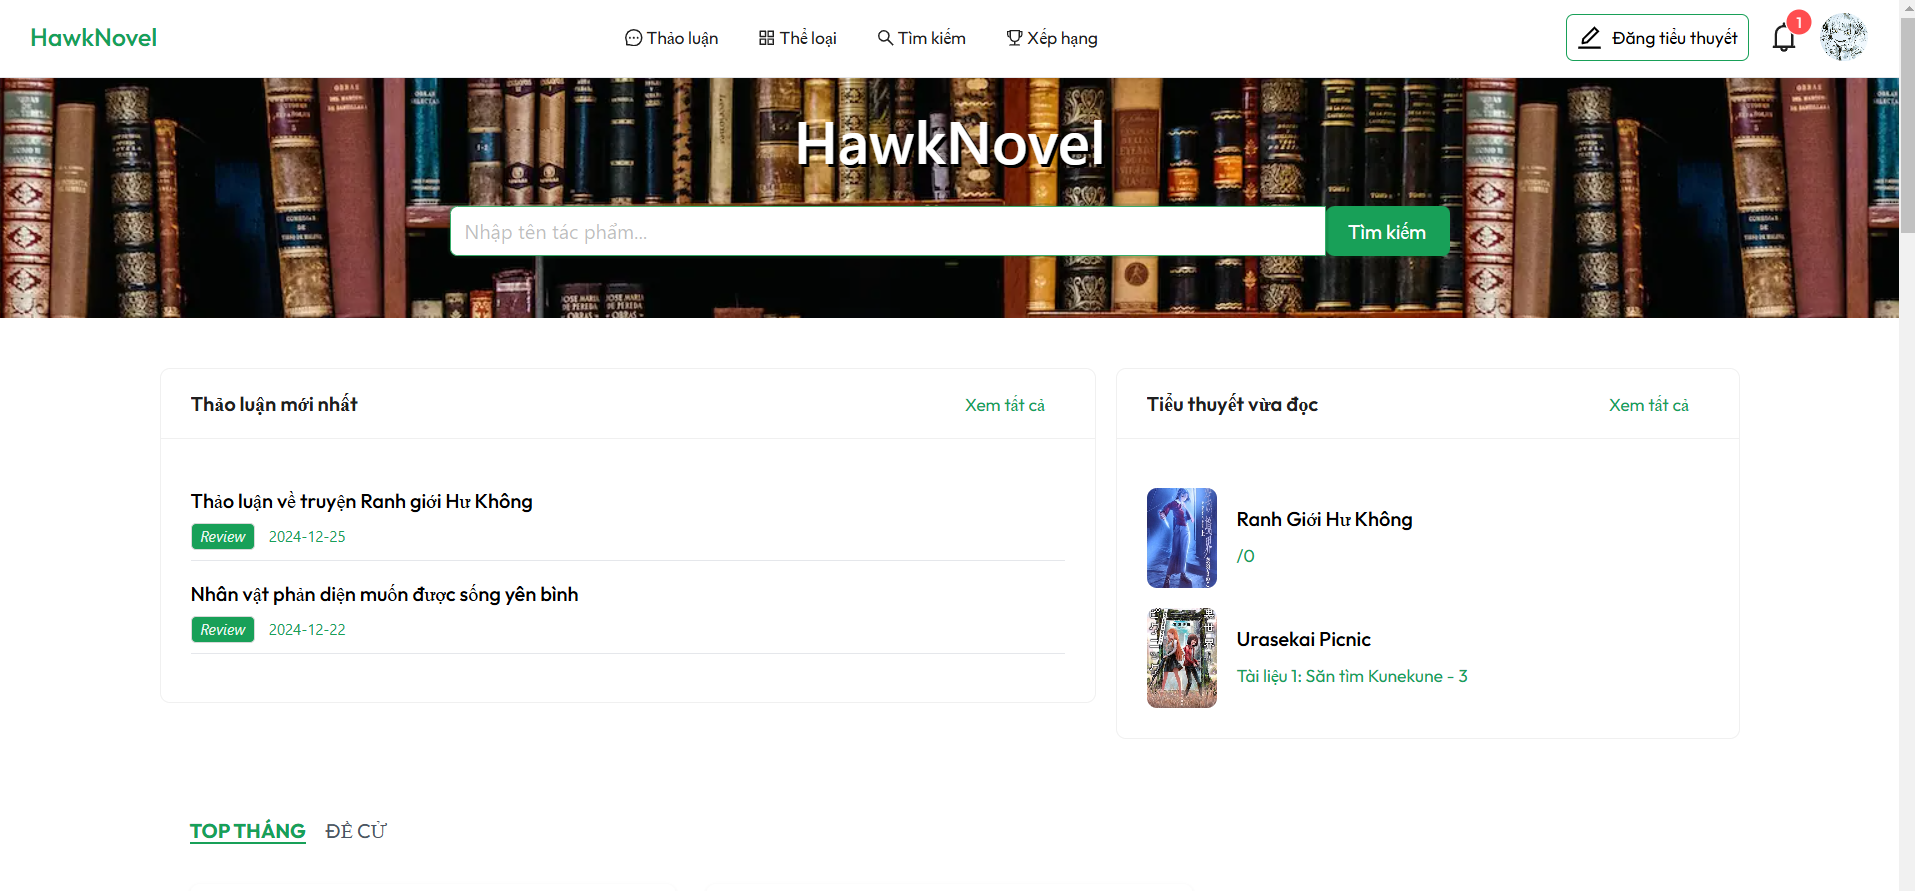 HawkNovel
Thảo luận
Thể loại
Tìm kiếm
Xếp hạng
Đăng tiểu thuyết
1
HawkNovel
Nhập tên tác phẩm...
Tìm kiếm
Thảo luận mới nhất
Xem tất cả
Thảo luận về truyện Ranh giới Hư Không
Review
2024-12-25
Nhân vật phản diện muốn được sống yên bình
Review
2024-12-22
Tiểu thuyết vừa đọc
Xem tất cả
Ranh Giới Hư Không
/0
Urasekai Picnic
Tài liệu 1: Săn tìm Kunekune - 3
TOP THÁNG
ĐỀ CỬ